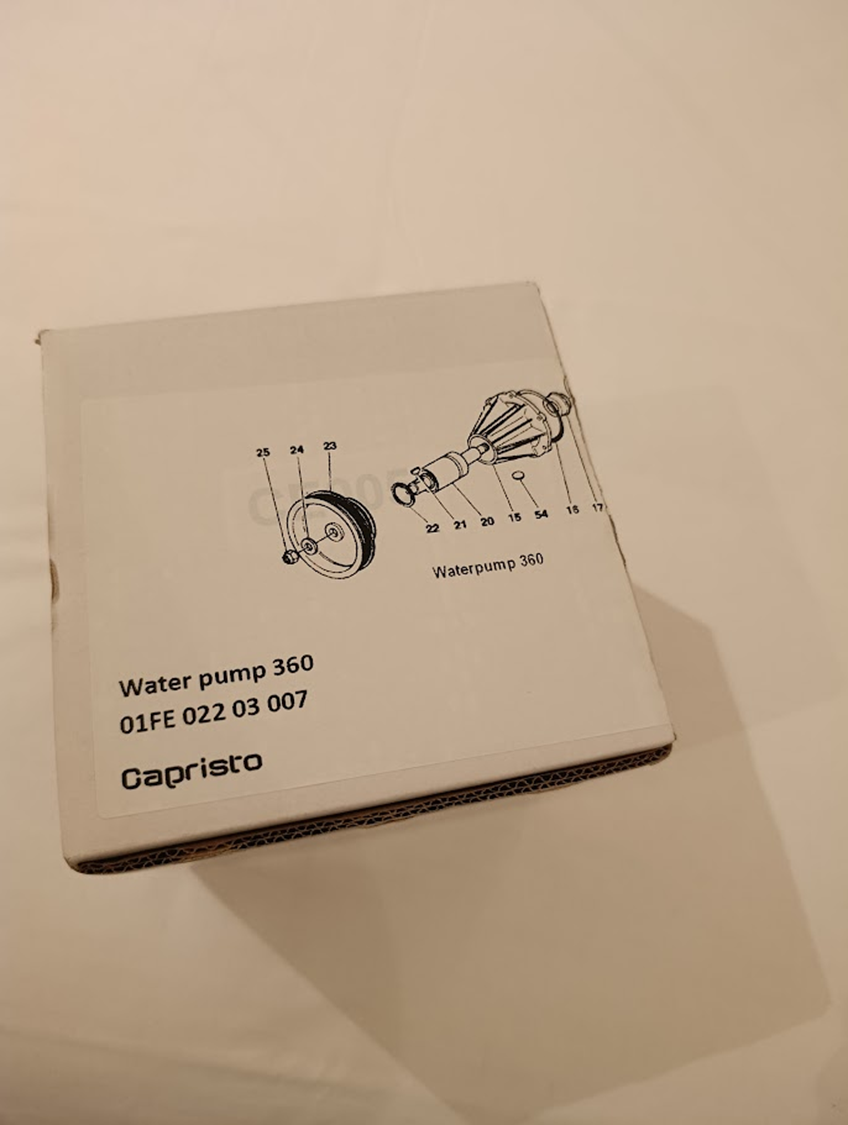 25 24 23
22 21 20 15 54 18 17
Waterpump 360
Water pump 360
01FE 022 03 007
Capristo